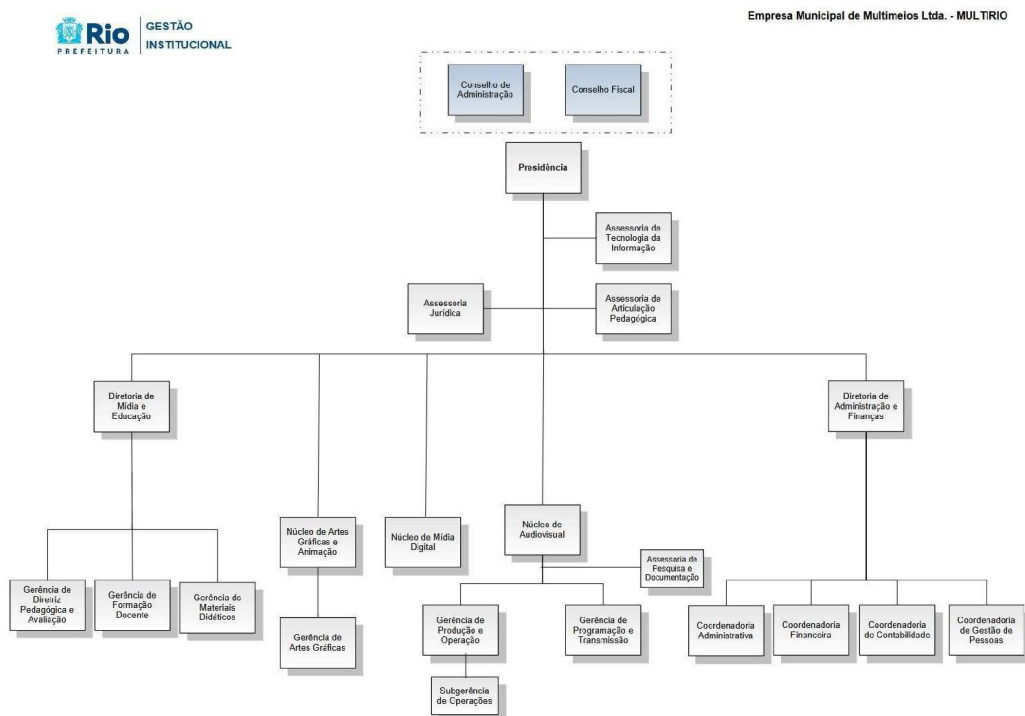 Rio
PREFEITURA
GESTÃO
INSTITUCIONAL
Empresa Municipal de Multimeios Ltda. - MULTIRIO
Conselho de
Administração
Conselho Fiscal
Presidência
Assessoria de
Tecnologia da
Informação
Assessoria
Jurídica
Assessoria de
Articulação
Pedagógica
Diretoria de
Mídia e
Educação
Diretoria de
Administração e
Finanças
Núcleo de Artes
Gráficas e
Animação
Núcleo de Mídia
Digital
Núcleo de
Audiovisual
Assessoria de
Pesquisa e
Documentação
Gerência de
Diretriz
Pedagógica e
Avaliação
Gerência de
Formação
Docente
Gerência de
Materiais
Didáticos
Gerência de
Artes Gráficas
Gerência de
Produção e
Operação
Gerência de
Programação e
Transmissão
Coordenadoria
Administrativa
Coordenadoria
Financeira
Coordenadoria
de Contabilidade
Coordenadoria
de Gestão de
Pessoas
Subgerência
de Operações